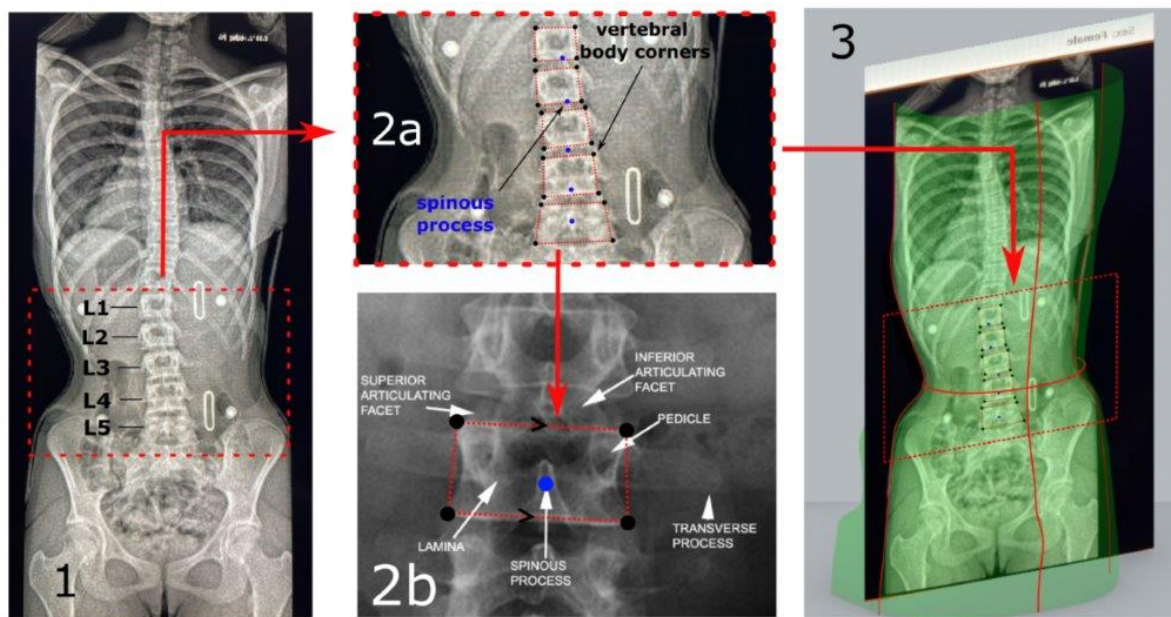 1
L1
L2
L3
L4
L5
2a
vertebral
body corners
spinous
process
2b
SUPERIOR
ARTICULATING
FACET
INFERIOR
ARTICULATING
FACET
PEDICLE
LAMINA
SPINOUS
PROCESS
TRANSVERSE
PROCESS
3
Sex: Female